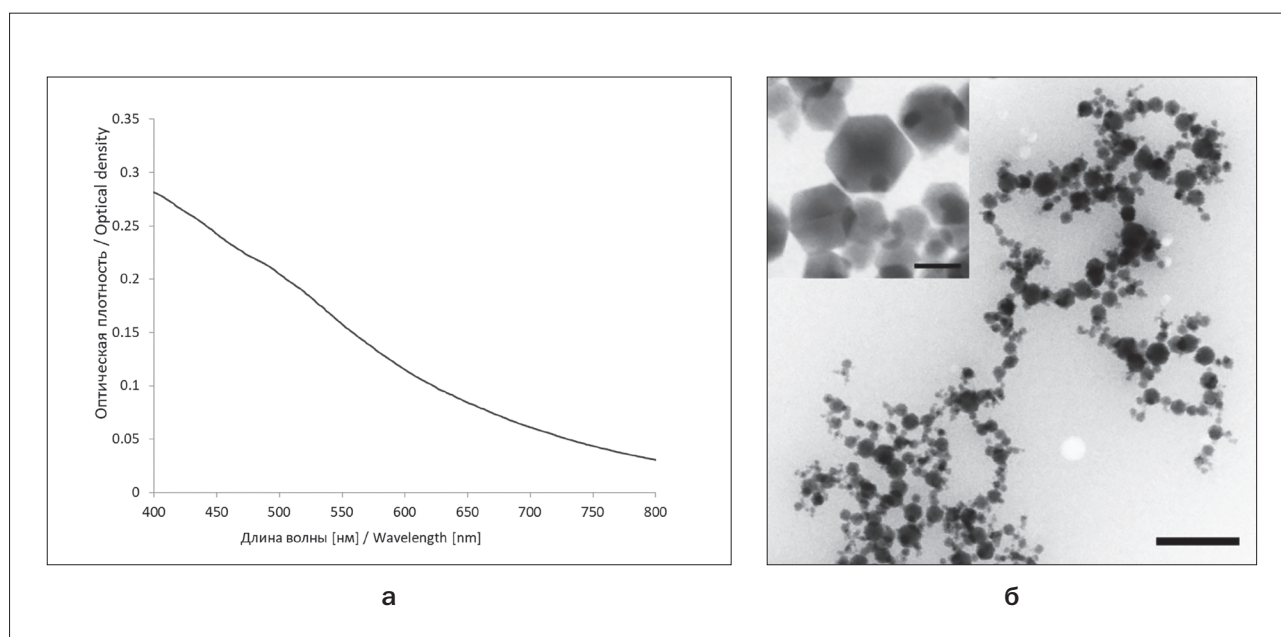 Оптическая плотность / Optical density
0.35
0.3
0.25
0.2
0.15
0.1
0.05
0
400 450 500 550 600 650 700 750 800
Длина волны [нм] / Wavelength [nm]
а
б